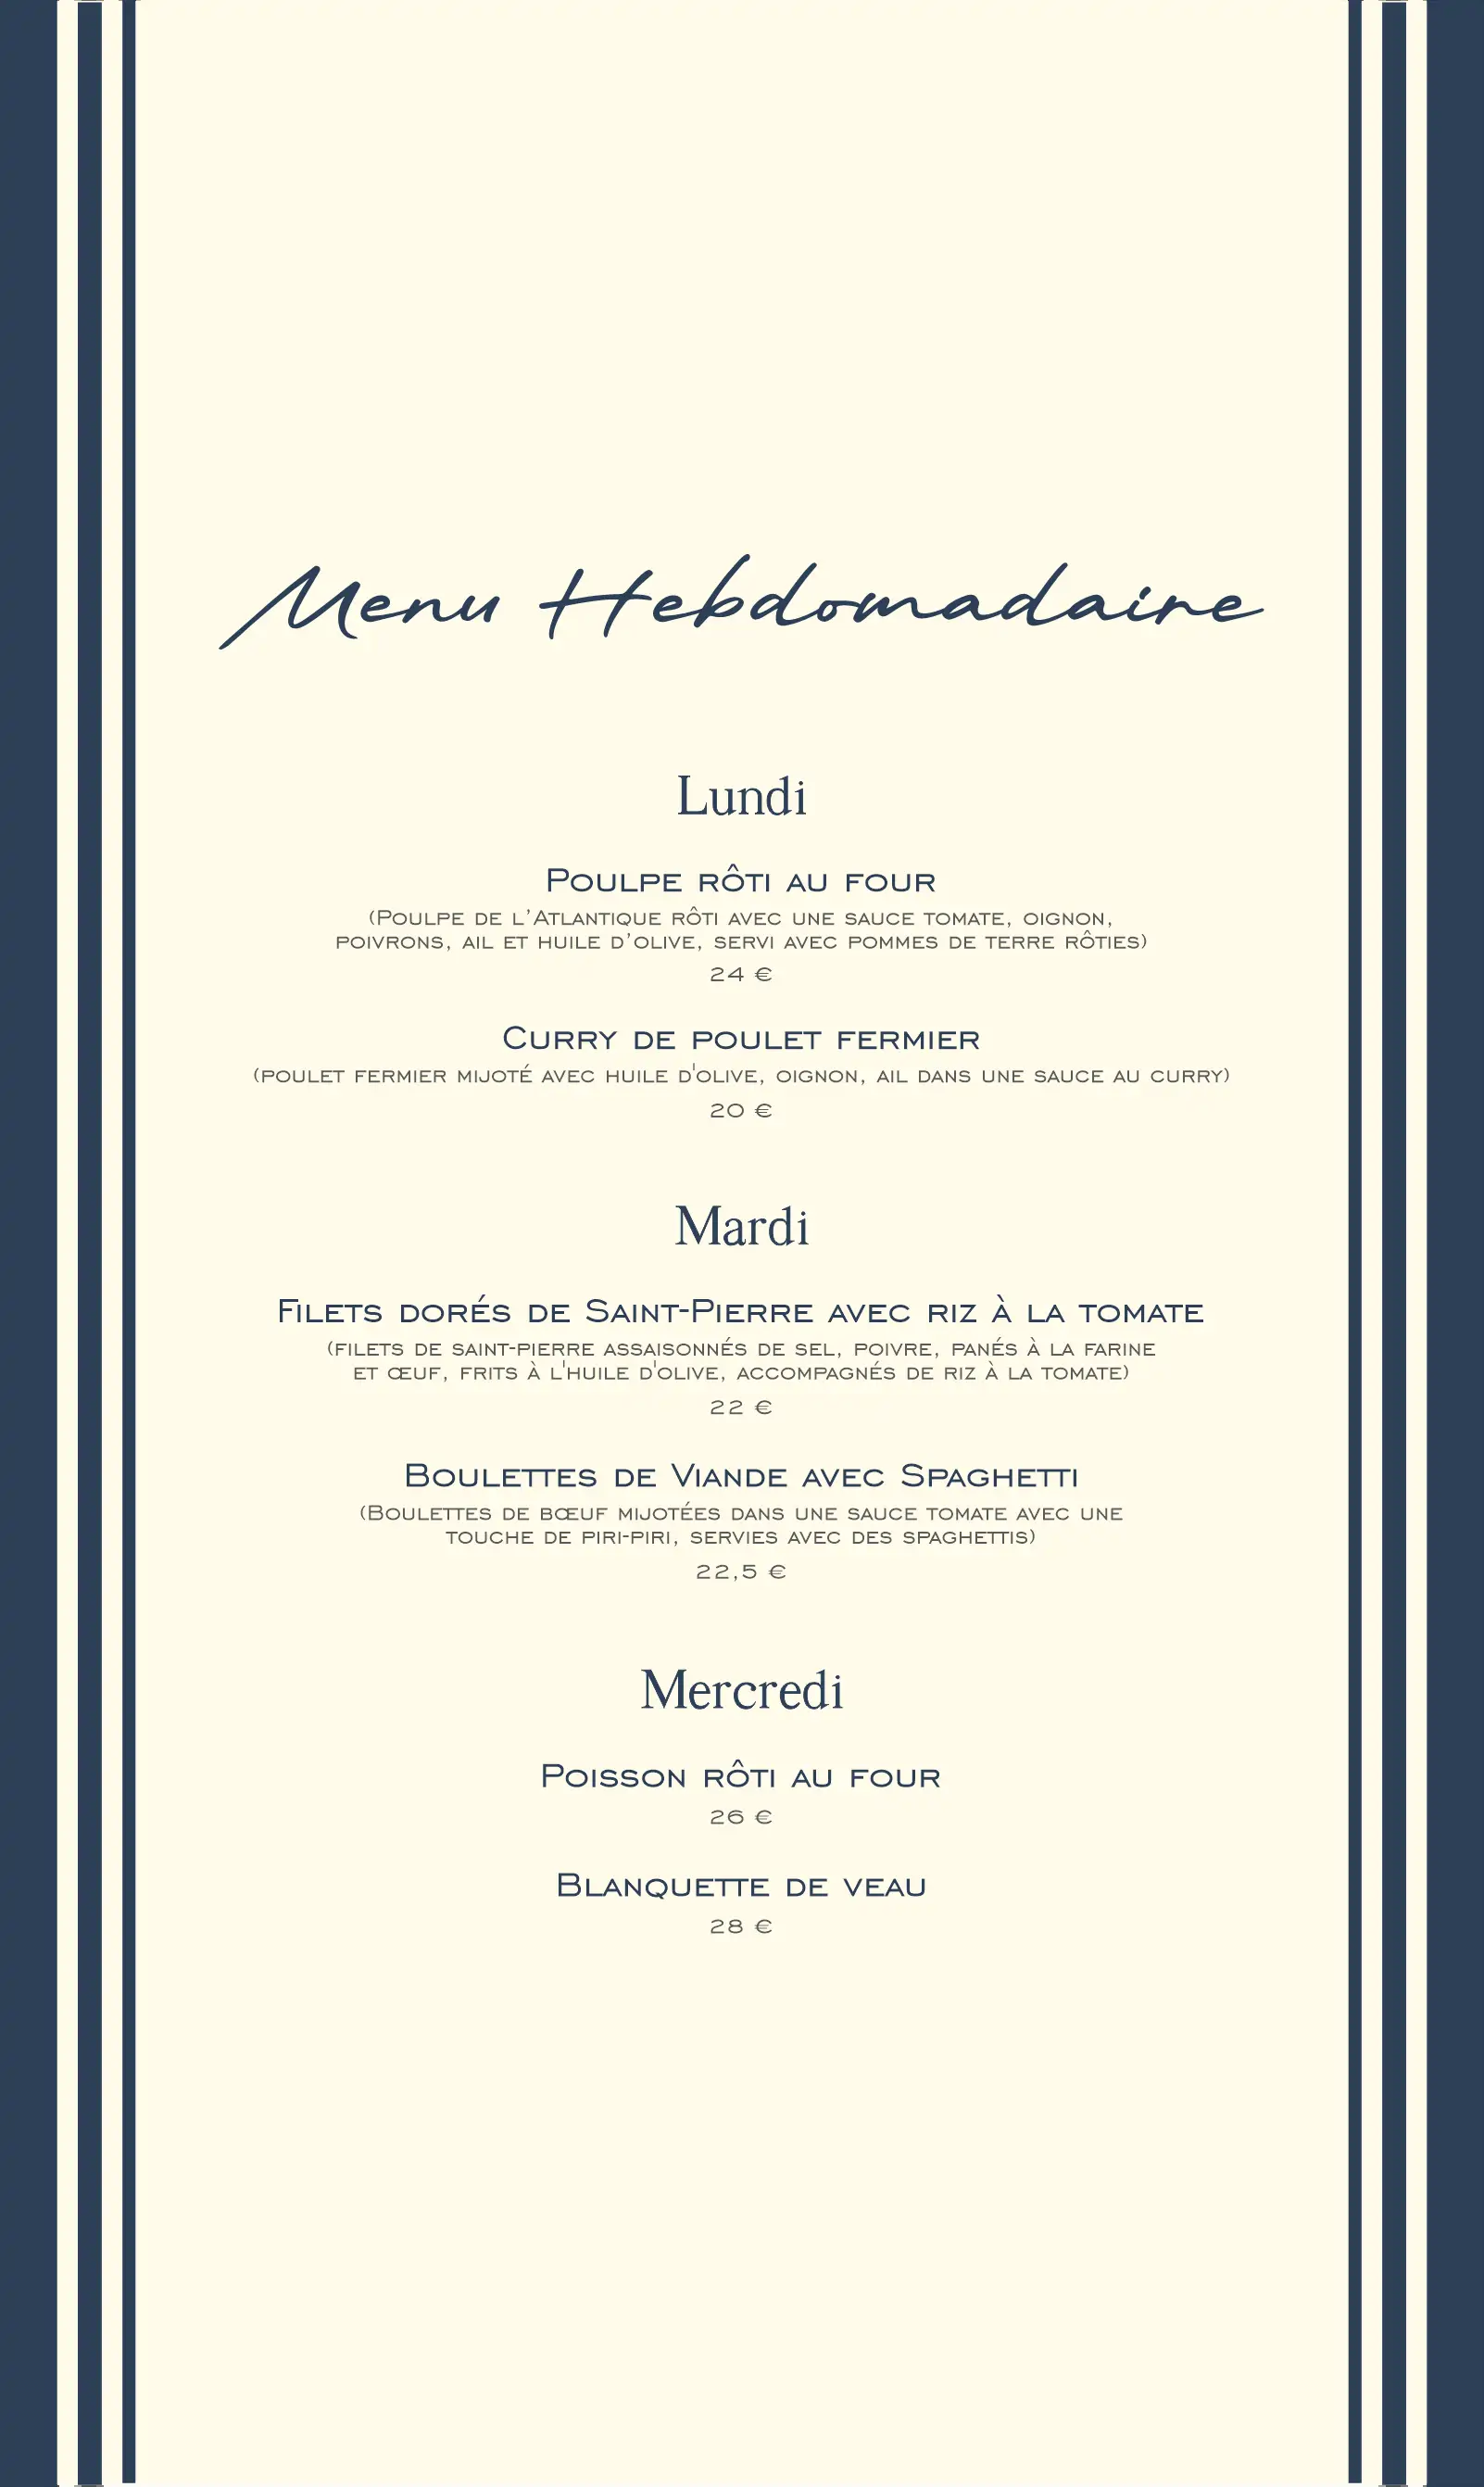 Menu Hebdomadaire
Lundi
Poulpe rôti au four
(Poulpe de l’Atlantique rôti avec une sauce tomate, oignon,
poivrons, ail et huile d’olive, servi avec pommes de terre rôties)
24 €
Curry de poulet fermier
(poulet fermier mijoté avec huile d'olive, oignon, ail dans une sauce au curry)
20 €
Mardi
Filets dorés de Saint-Pierre avec riz à la tomate
(filets de saint-pierre assaisonnés de sel, poivre, panés à la farine
et œuf, frits à l'huile d'olive, accompagnés de riz à la tomate)
22 €
Boulettes de Viande avec Spaghetti
(Boulettes de bœuf mijotées dans une sauce tomate avec une
touche de piri-piri, servies avec des spaghettis)
22,5 €
Mercredi
Poisson rôti au four
26 €
Blanquette de veau
28 €